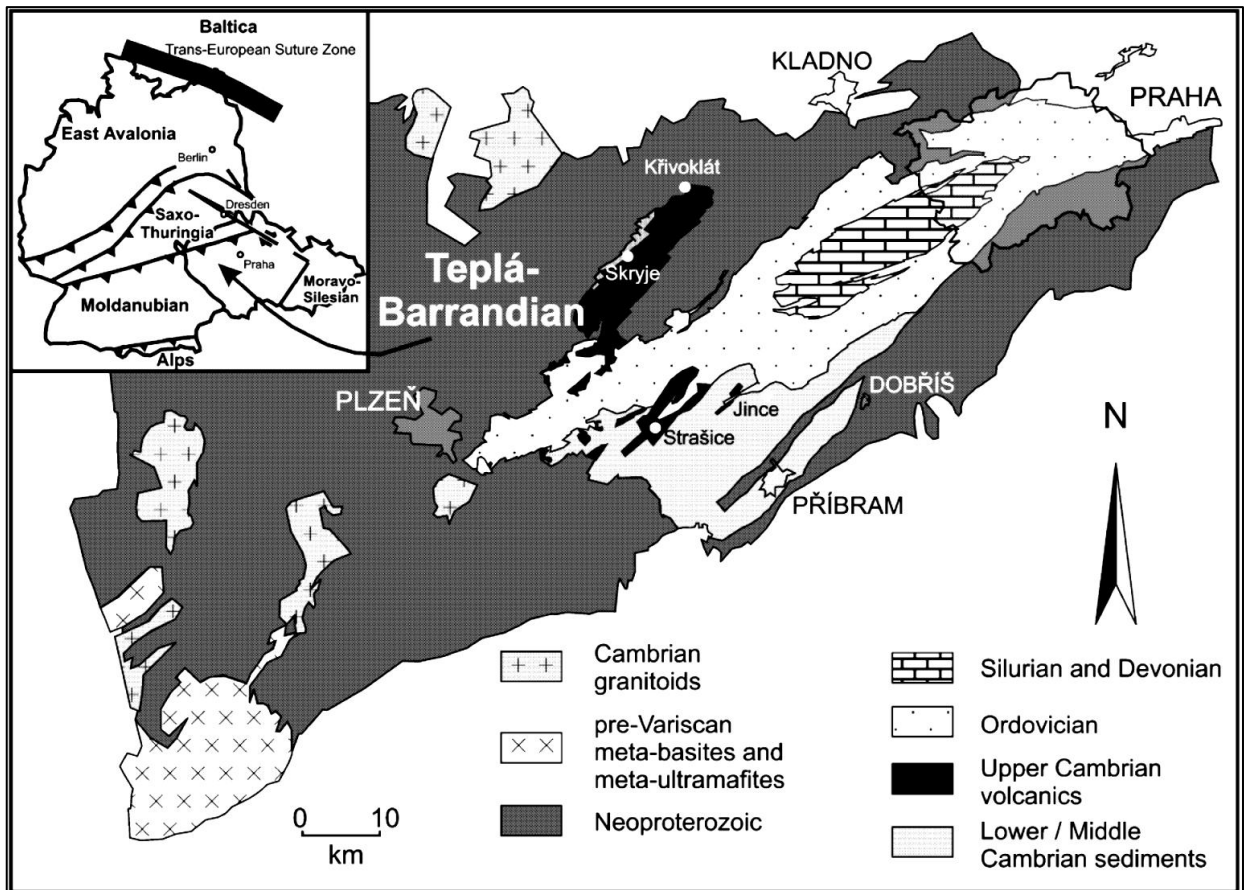 Baltica
Trans-European Suture Zone
East Avalonia
Berlin
Dresden
Saxo-
Thuringia
Praha
Moravo-
Silesian
Moldanubian
Alps
KLADNO
PRAHA
Křivoklát
Skryje
Teplá-
Barrandian
PLZEŇ
DOBŘÍŠ
Jince
Strašice
PŘÍBRAM
N
Cambrian
granitoids
pre-Variscan
meta-basites and
meta-ultramafites
Neoproterozoic
0 10
km
Silurian and Devonian
Ordovician
Upper Cambrian
volcanics
Lower / Middle
Cambrian sediments